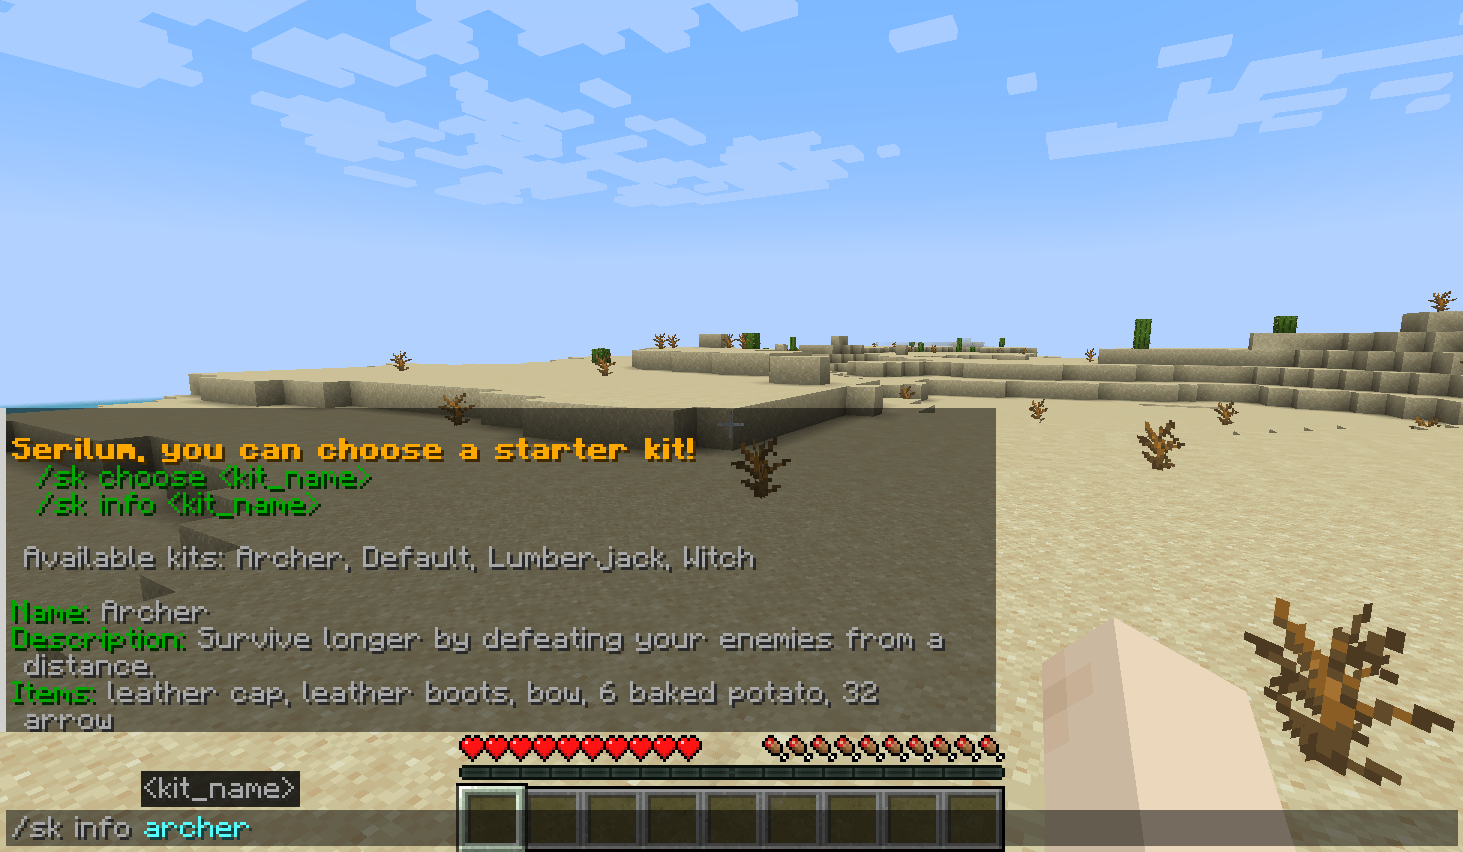 Serilum, you can choose a starter kit!
/sk choose <kit_name>
/sk info <kit_name>
Available kits: Archer, Default, Lumberjack, Witch
Name: Archer
Description: Survive longer by defeating your enemies from a
distance.
Items: leather cap, leather boots, bow, 6 baked potato, 32
arrow
<kit_name>
/sk info archer